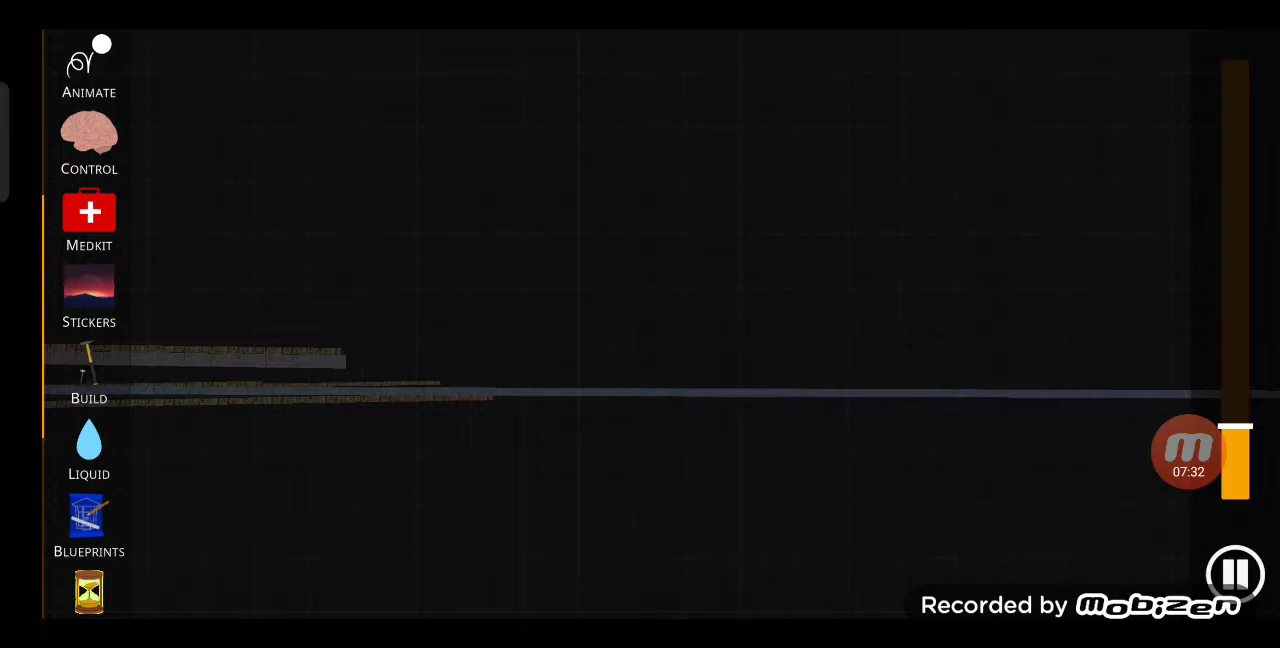 ANIMATE
CONTROL
MEDKIT
STICKERS
BUILD
LIQUID
BLUEPRINTS
m
07:32
Recorded by mobizen